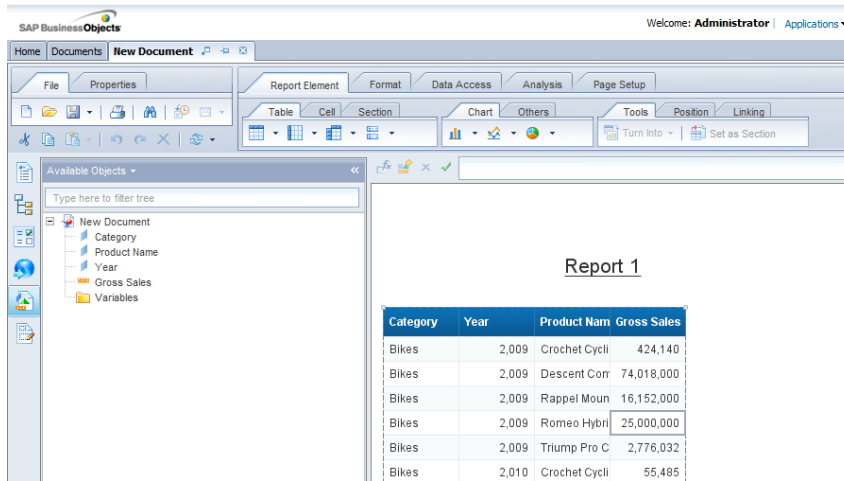 SAP BusinessObjects
Welcome: Administrator | Applications
Home Documents New Document
File Properties Report Element Format Data Access Analysis Page Setup
Table Cell Section Chart Others Tools Position Linking
Turn Into Set as Section
Available Objects
Type here to filter tree
New Document
Category
Product Name
Year
Gross Sales
Variables
Report 1
Category Year Product Nam Gross Sales
Bikes 2,009 Crochet Cycli 424,140
Bikes 2,009 Descent Com 74,018,000
Bikes 2,009 Rappel Moun 16,152,000
Bikes 2,009 Romeo Hybri 25,000,000
Bikes 2,009 Triump Pro C 2,776,032
Bikes 2,010 Crochet Cycli 55,485